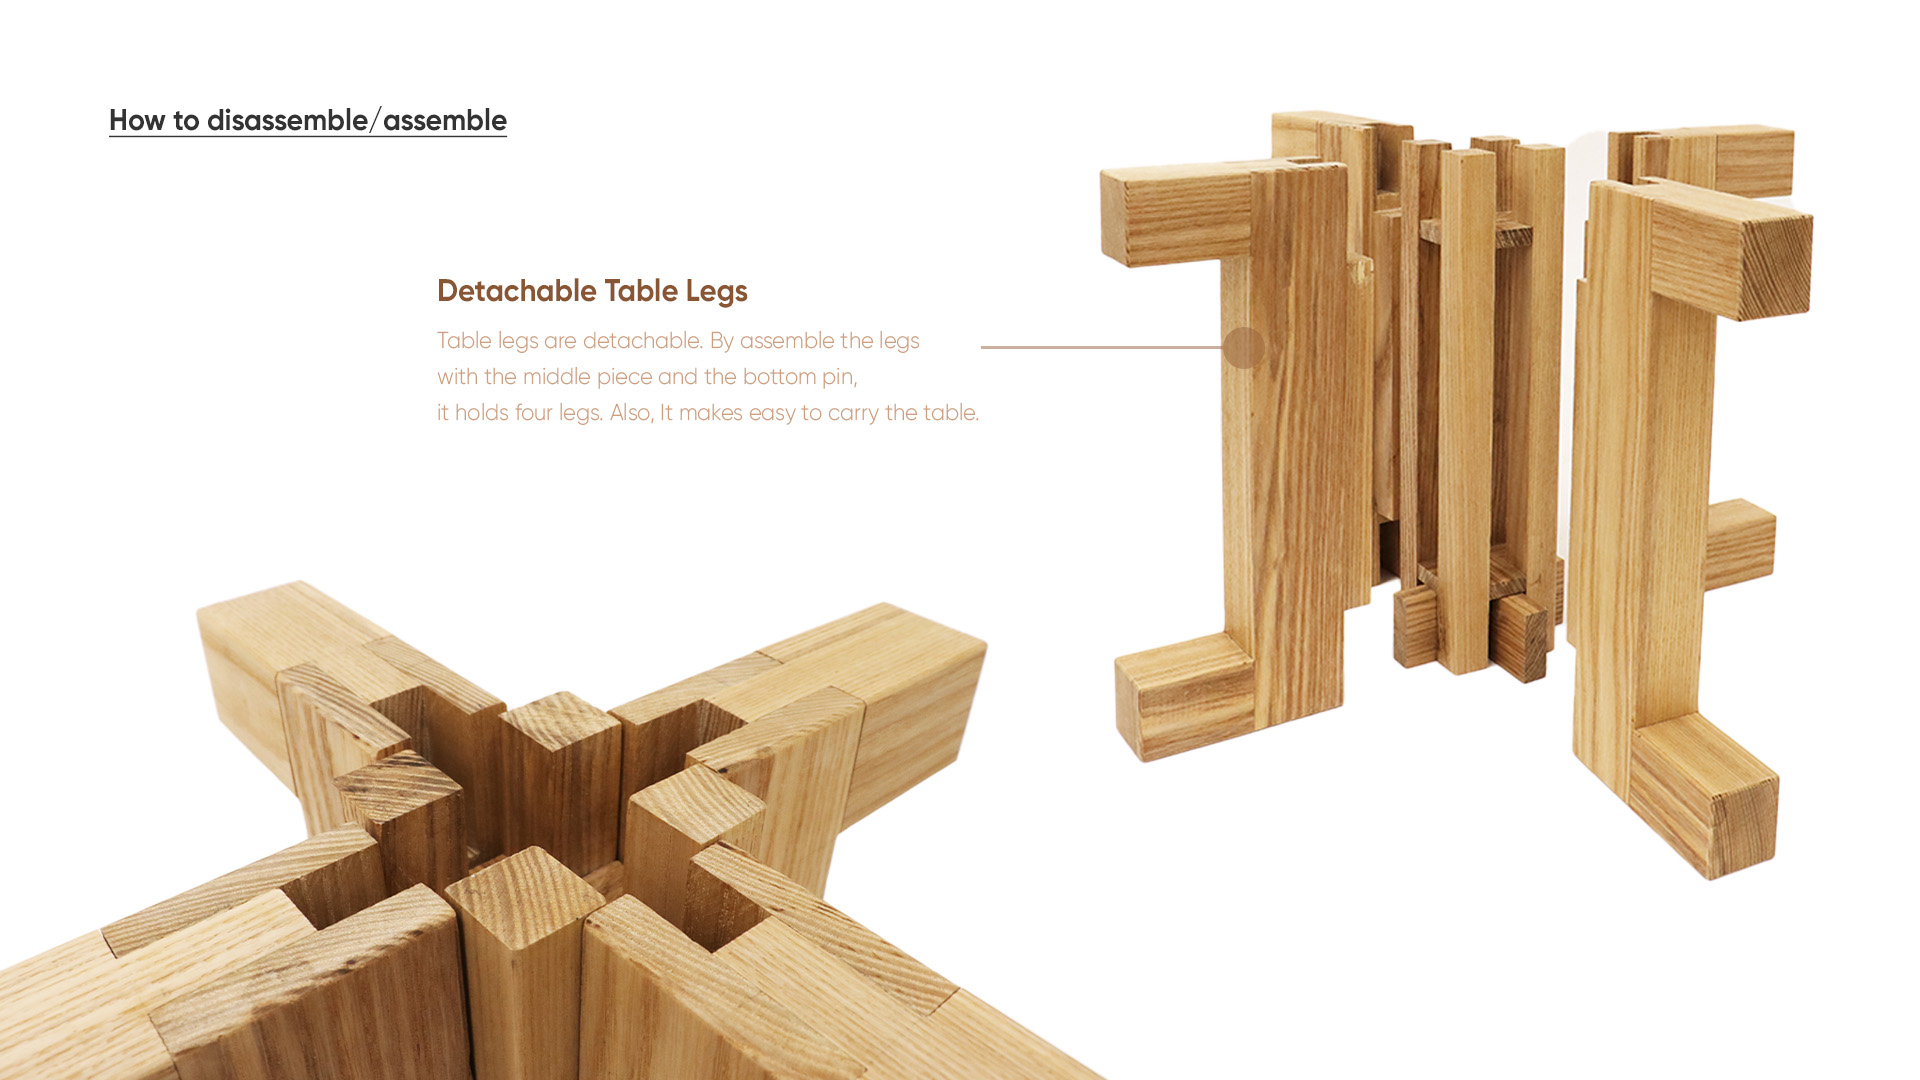 How to disassemble/assemble
Detachable Table Legs
Table legs are detachable. By assemble the legs
with the middle piece and the bottom pin,
it holds four legs. Also, It makes easy to carry the table.